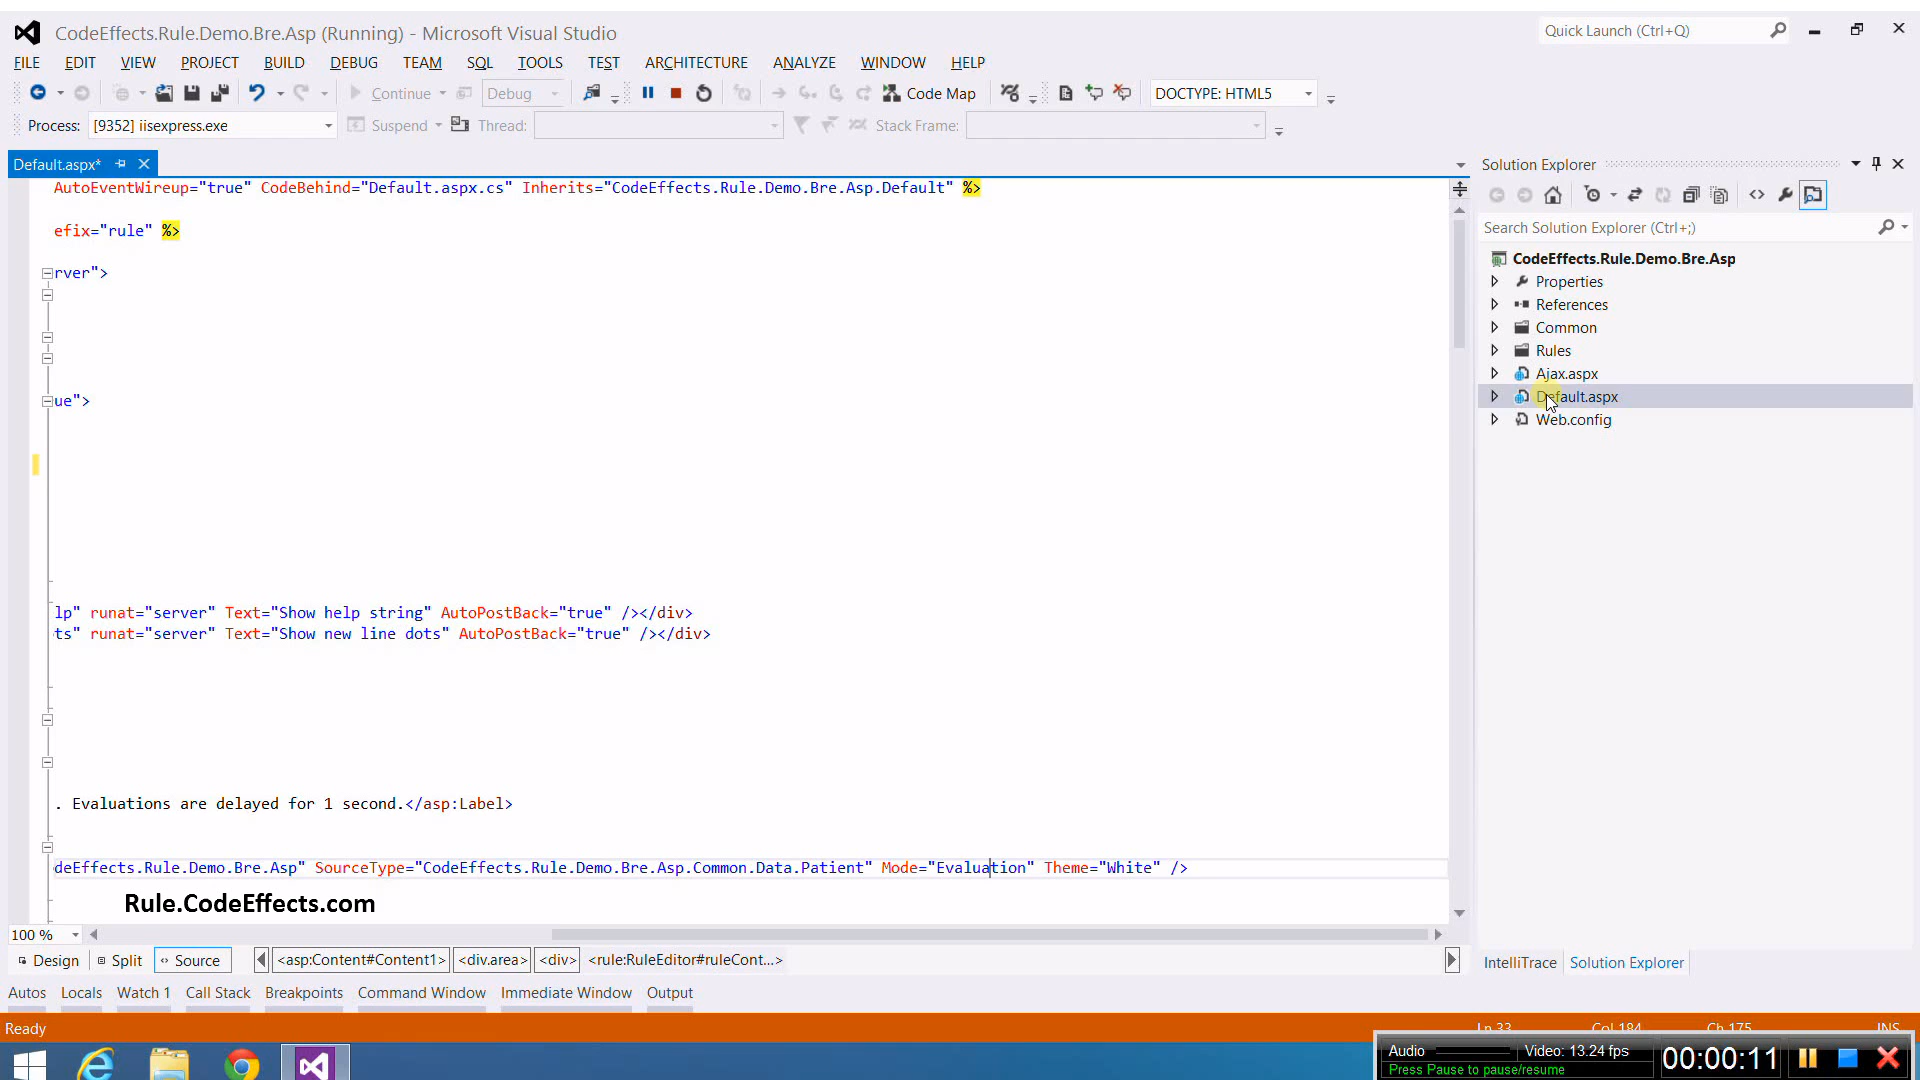 CodeEffects.Rule.Demo.Bre.Asp (Running) - Microsoft Visual Studio
Quick Launch (Ctrl+Q)
FILE EDIT VIEW PROJECT BUILD DEBUG TEAM SQL TOOLS TEST ARCHITECTURE ANALYZE WINDOW HELP
Continue Debug Code Map DOCTYPE: HTML5
Process: [9352] iisexpress.exe Suspend Thread: Stack Frame:
Default.aspx*
AutoEventWireup="true" CodeBehind="Default.aspx.cs" Inherits="CodeEffects.Rule.Demo.Bre.Asp.Default" %>
efix="rule" %>
rver">
ue">
lp" runat="server" Text="Show help string" AutoPostBack="true" /></div>
ts" runat="server" Text="Show new line dots" AutoPostBack="true" /></div>
. Evaluations are delayed for 1 second.</asp:Label>
deEffects.Rule.Demo.Bre.Asp" SourceType="CodeEffects.Rule.Demo.Bre.Asp.Common.Data.Patient" Mode="Evaluation" Theme="White" />
Rule.CodeEffects.com
100 %
Design Split Source <asp:Content#Content1> <div.area> <div> <rule:RuleEditor#ruleCont...>
Solution Explorer
Search Solution Explorer (Ctrl+;)
CodeEffects.Rule.Demo.Bre.Asp
Properties
References
Common
Rules
Ajax.aspx
Default.aspx
Web.config
IntelliTrace Solution Explorer
Autos Locals Watch 1 Call Stack Breakpoints Command Window Immediate Window Output
Ready Ln 33 Col 184 Ch 175 INS
Audio Video: 13.24 fps 00:00:11
Press Pause to pause/resume